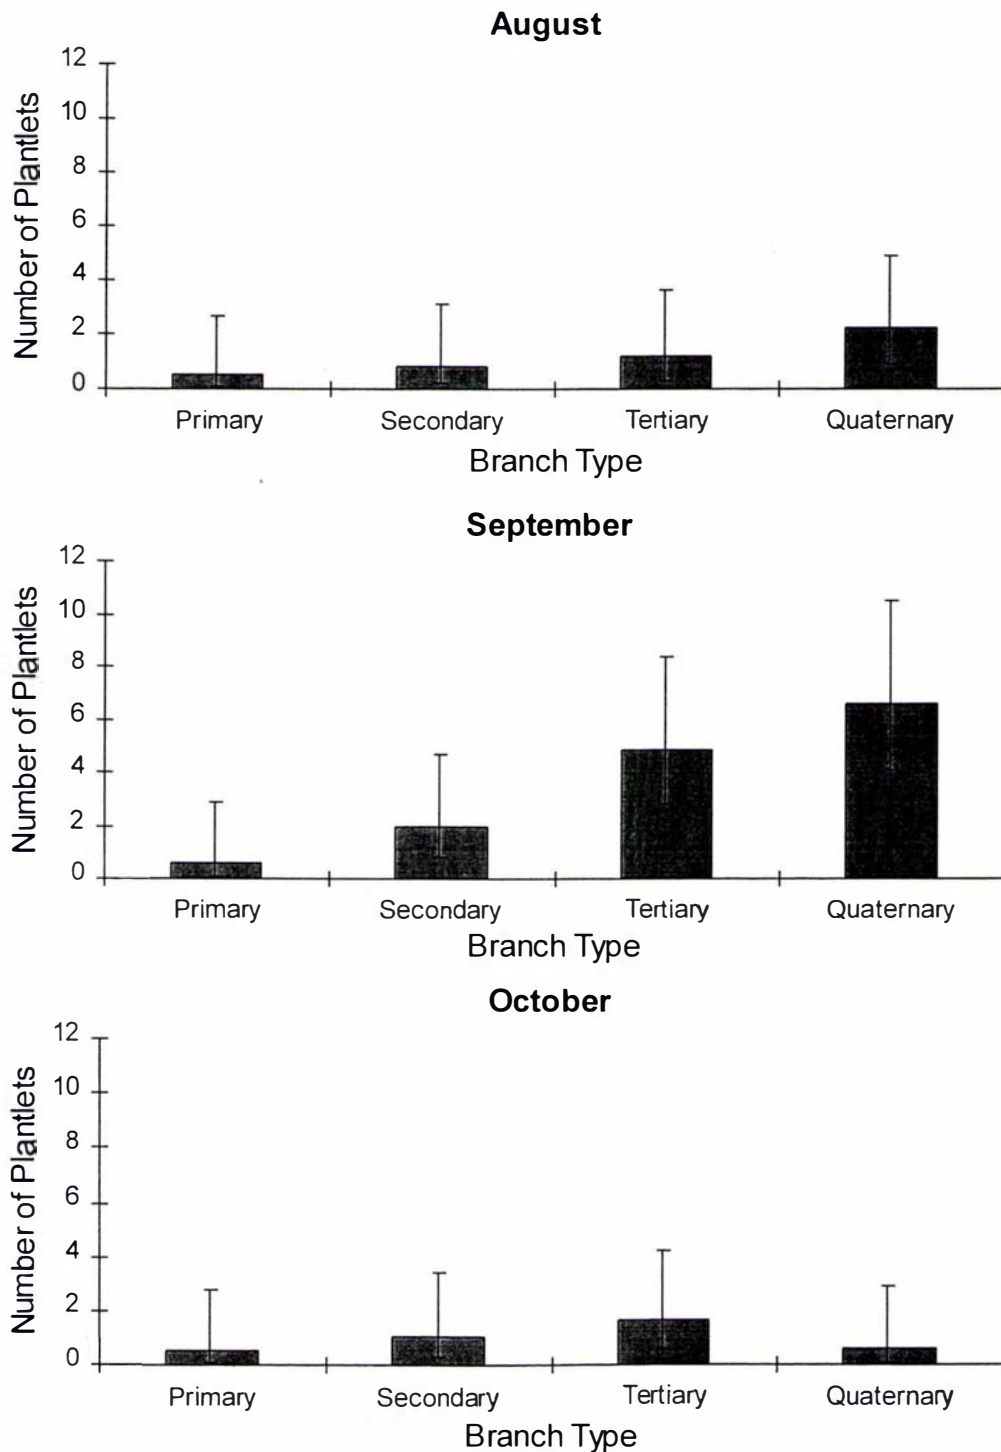 August
Number of Plantlets
12
10
8
6
4
2
0
Primary Secondary Tertiary Quaternary
Branch Type
September
Number of Plantlets
12
10
8
6
4
2
0
Primary Secondary Tertiary Quaternary
Branch Type
October
Number of Plantlets
12
10
8
6
4
2
0
Primary Secondary Tertiary Quaternary
Branch Type